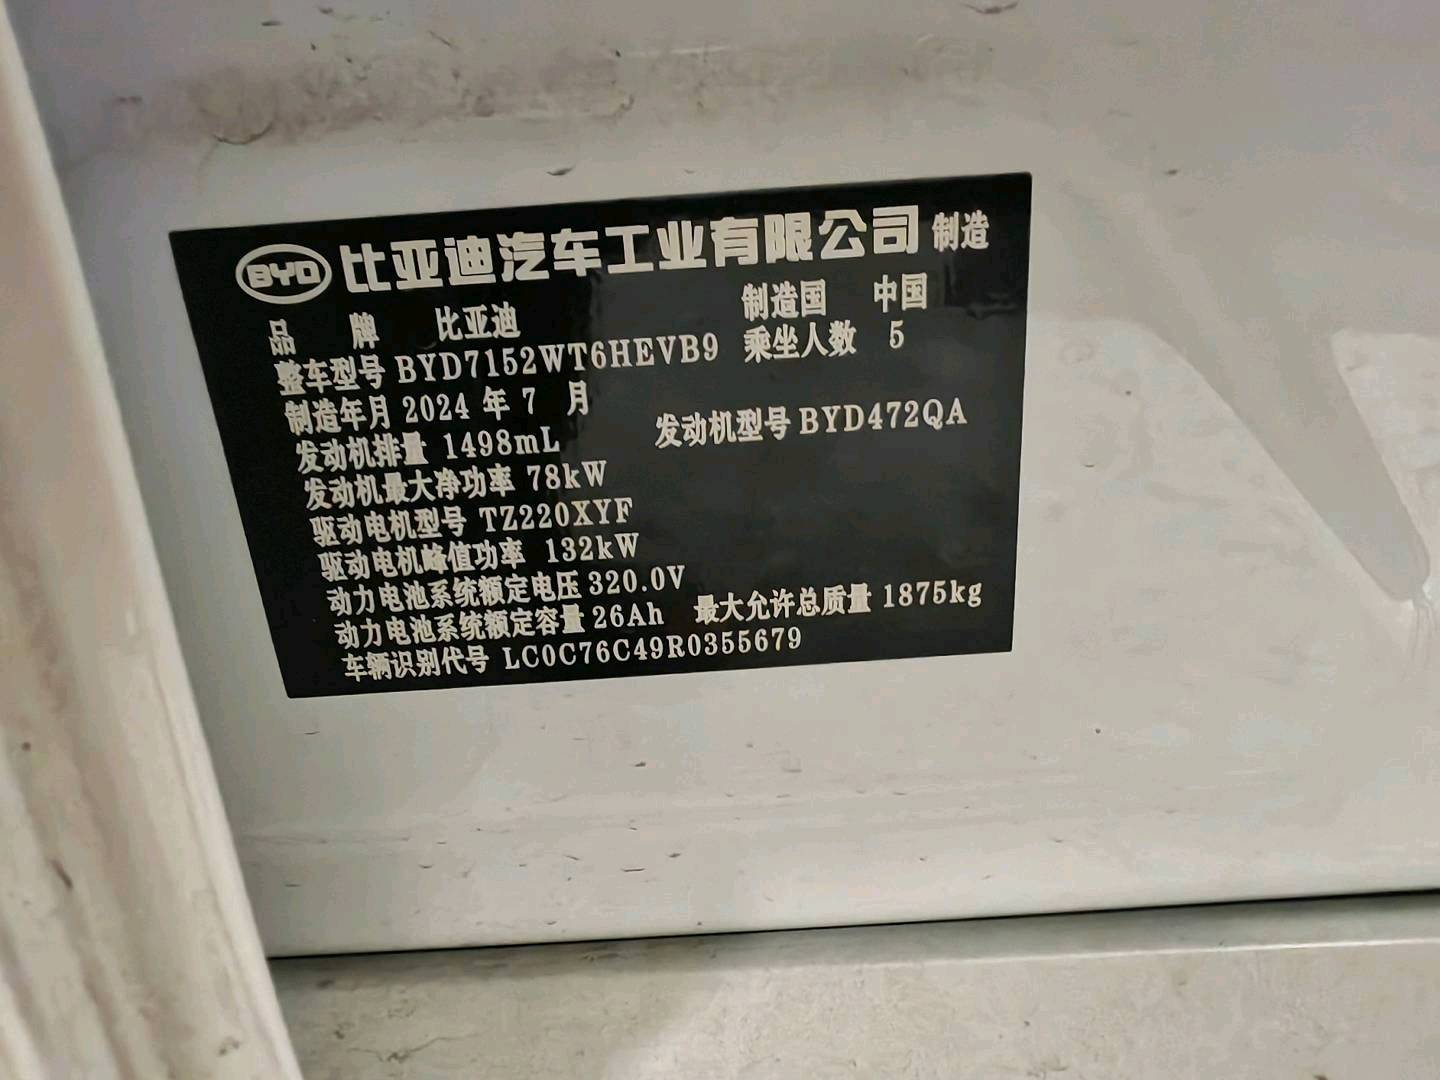 BYD 比亚迪汽车工业有限公司 制造
品 牌 比亚迪 制造国 中国
整车型号 BYD7152WT6HEVB9 乘坐人数 5
制造年月 2024 年 7 月
发动机排量 1498mL 发动机型号 BYD472QA
发动机最大净功率 78kW
驱动电机型号 TZ220XYF
驱动电机峰值功率 132kW
动力电池系统额定电压 320.0V
动力电池系统额定容量 26Ah 最大允许总质量 1875kg
车辆识别代号 LC0C76C49R0355679